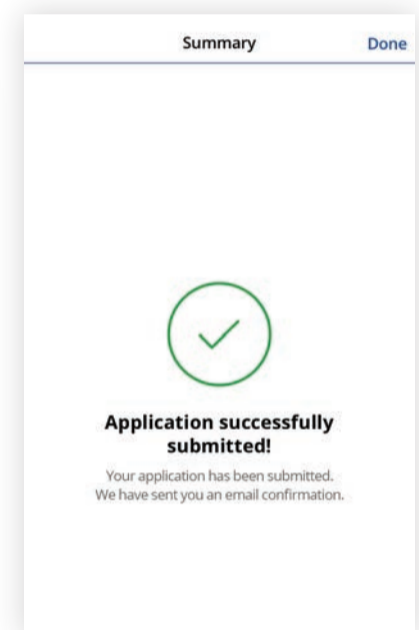 Summary Done
Application successfully
submitted!
Your application has been submitted.
We have sent you an email confirmation.